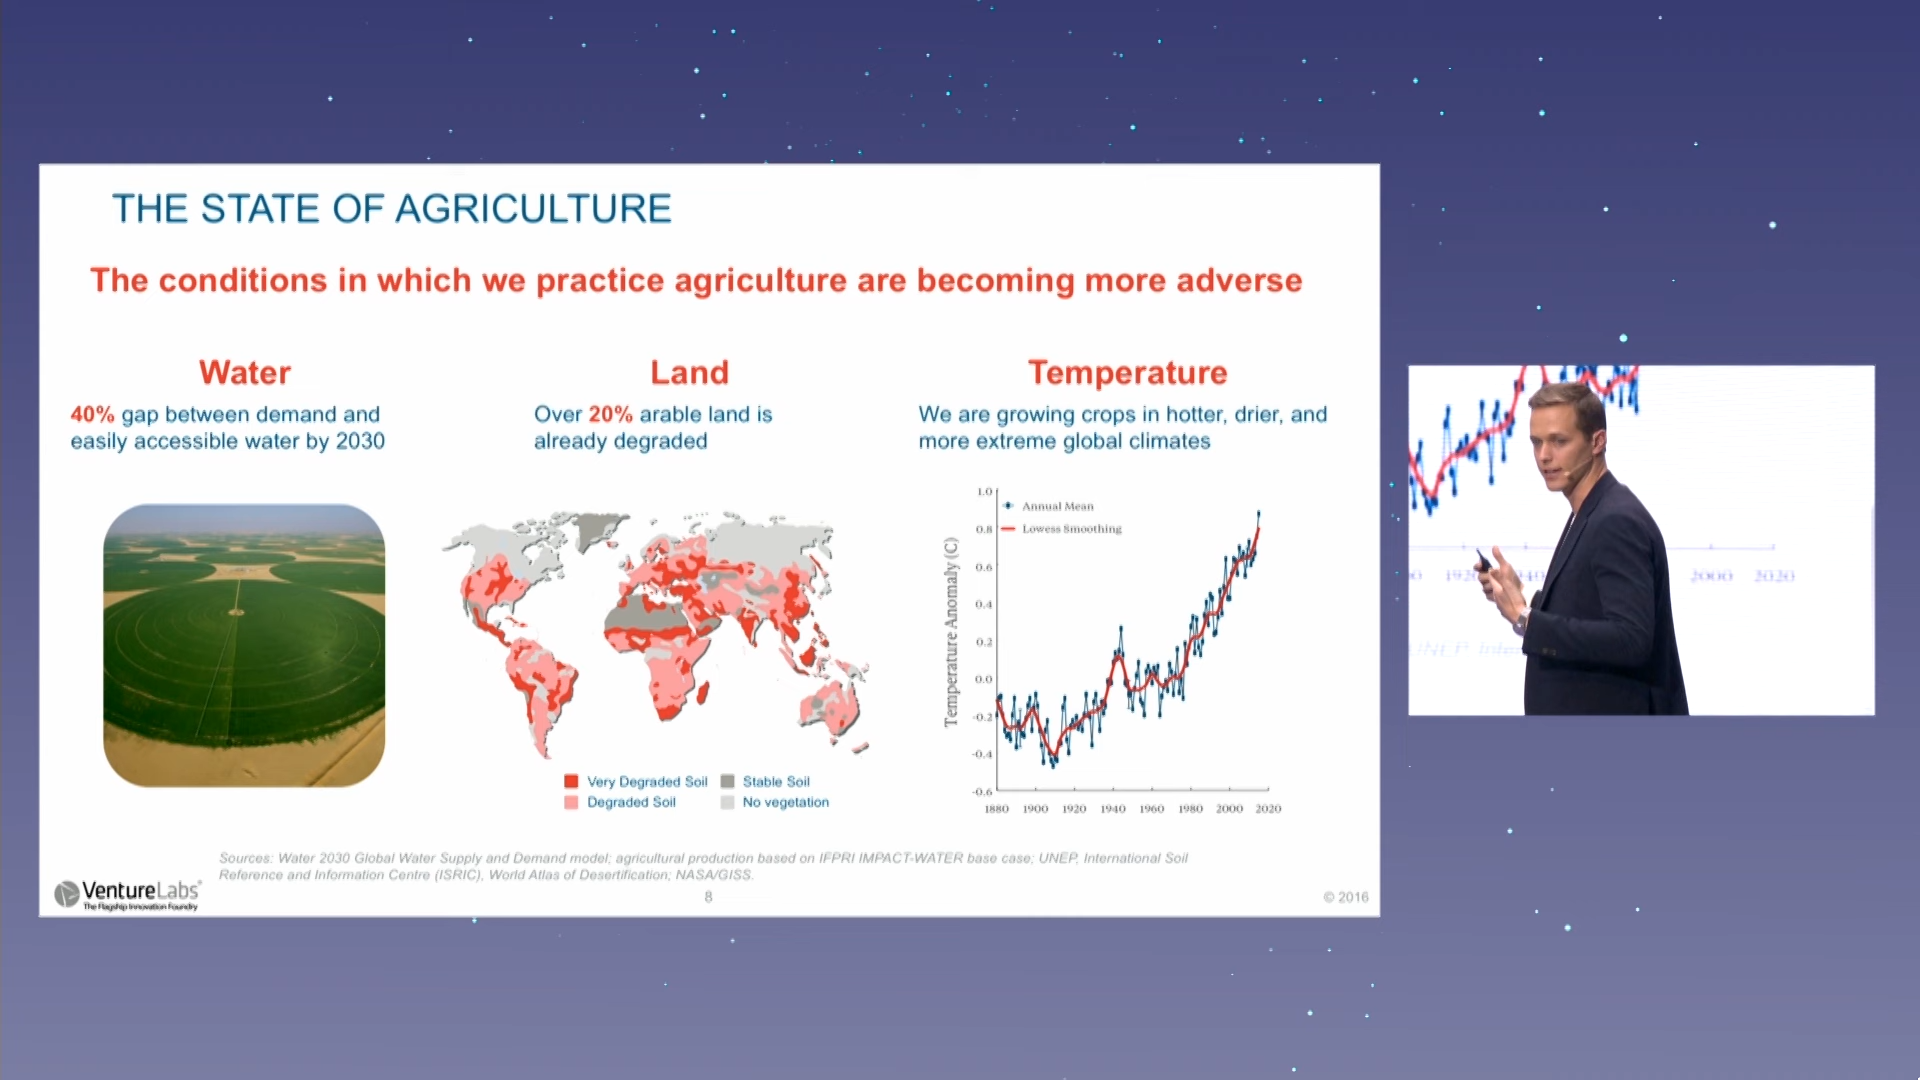 THE STATE OF AGRICULTURE
The conditions in which we practice agriculture are becoming more adverse
Water
40% gap between demand and
easily accessible water by 2030
Land
Over 20% arable land is
already degraded
Very Degraded Soil
Stable Soil
Degraded Soil
No vegetation
Temperature
We are growing crops in hotter, drier, and
more extreme global climates
Temperature Anomaly (C)
Annual Mean
Lowess Smoothing
1.0
0.8
0.6
0.4
0.2
0.0
-0.2
-0.4
-0.6
1880 1900 1920 1940 1960 1980 2000 2020
Sources: Water 2030 Global Water Supply and Demand model; agricultural production based on IFPRI IMPACT-WATER base case; UNEP, International Soil
Reference and Information Centre (ISRIC), World Atlas of Desertification; NASA/GISS.
VentureLabs
The Flagship Innovation Foundry
8
© 2016
2000 2020
UNEP